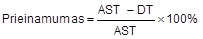 Prieinamumas = AST − DT / AST × 100%